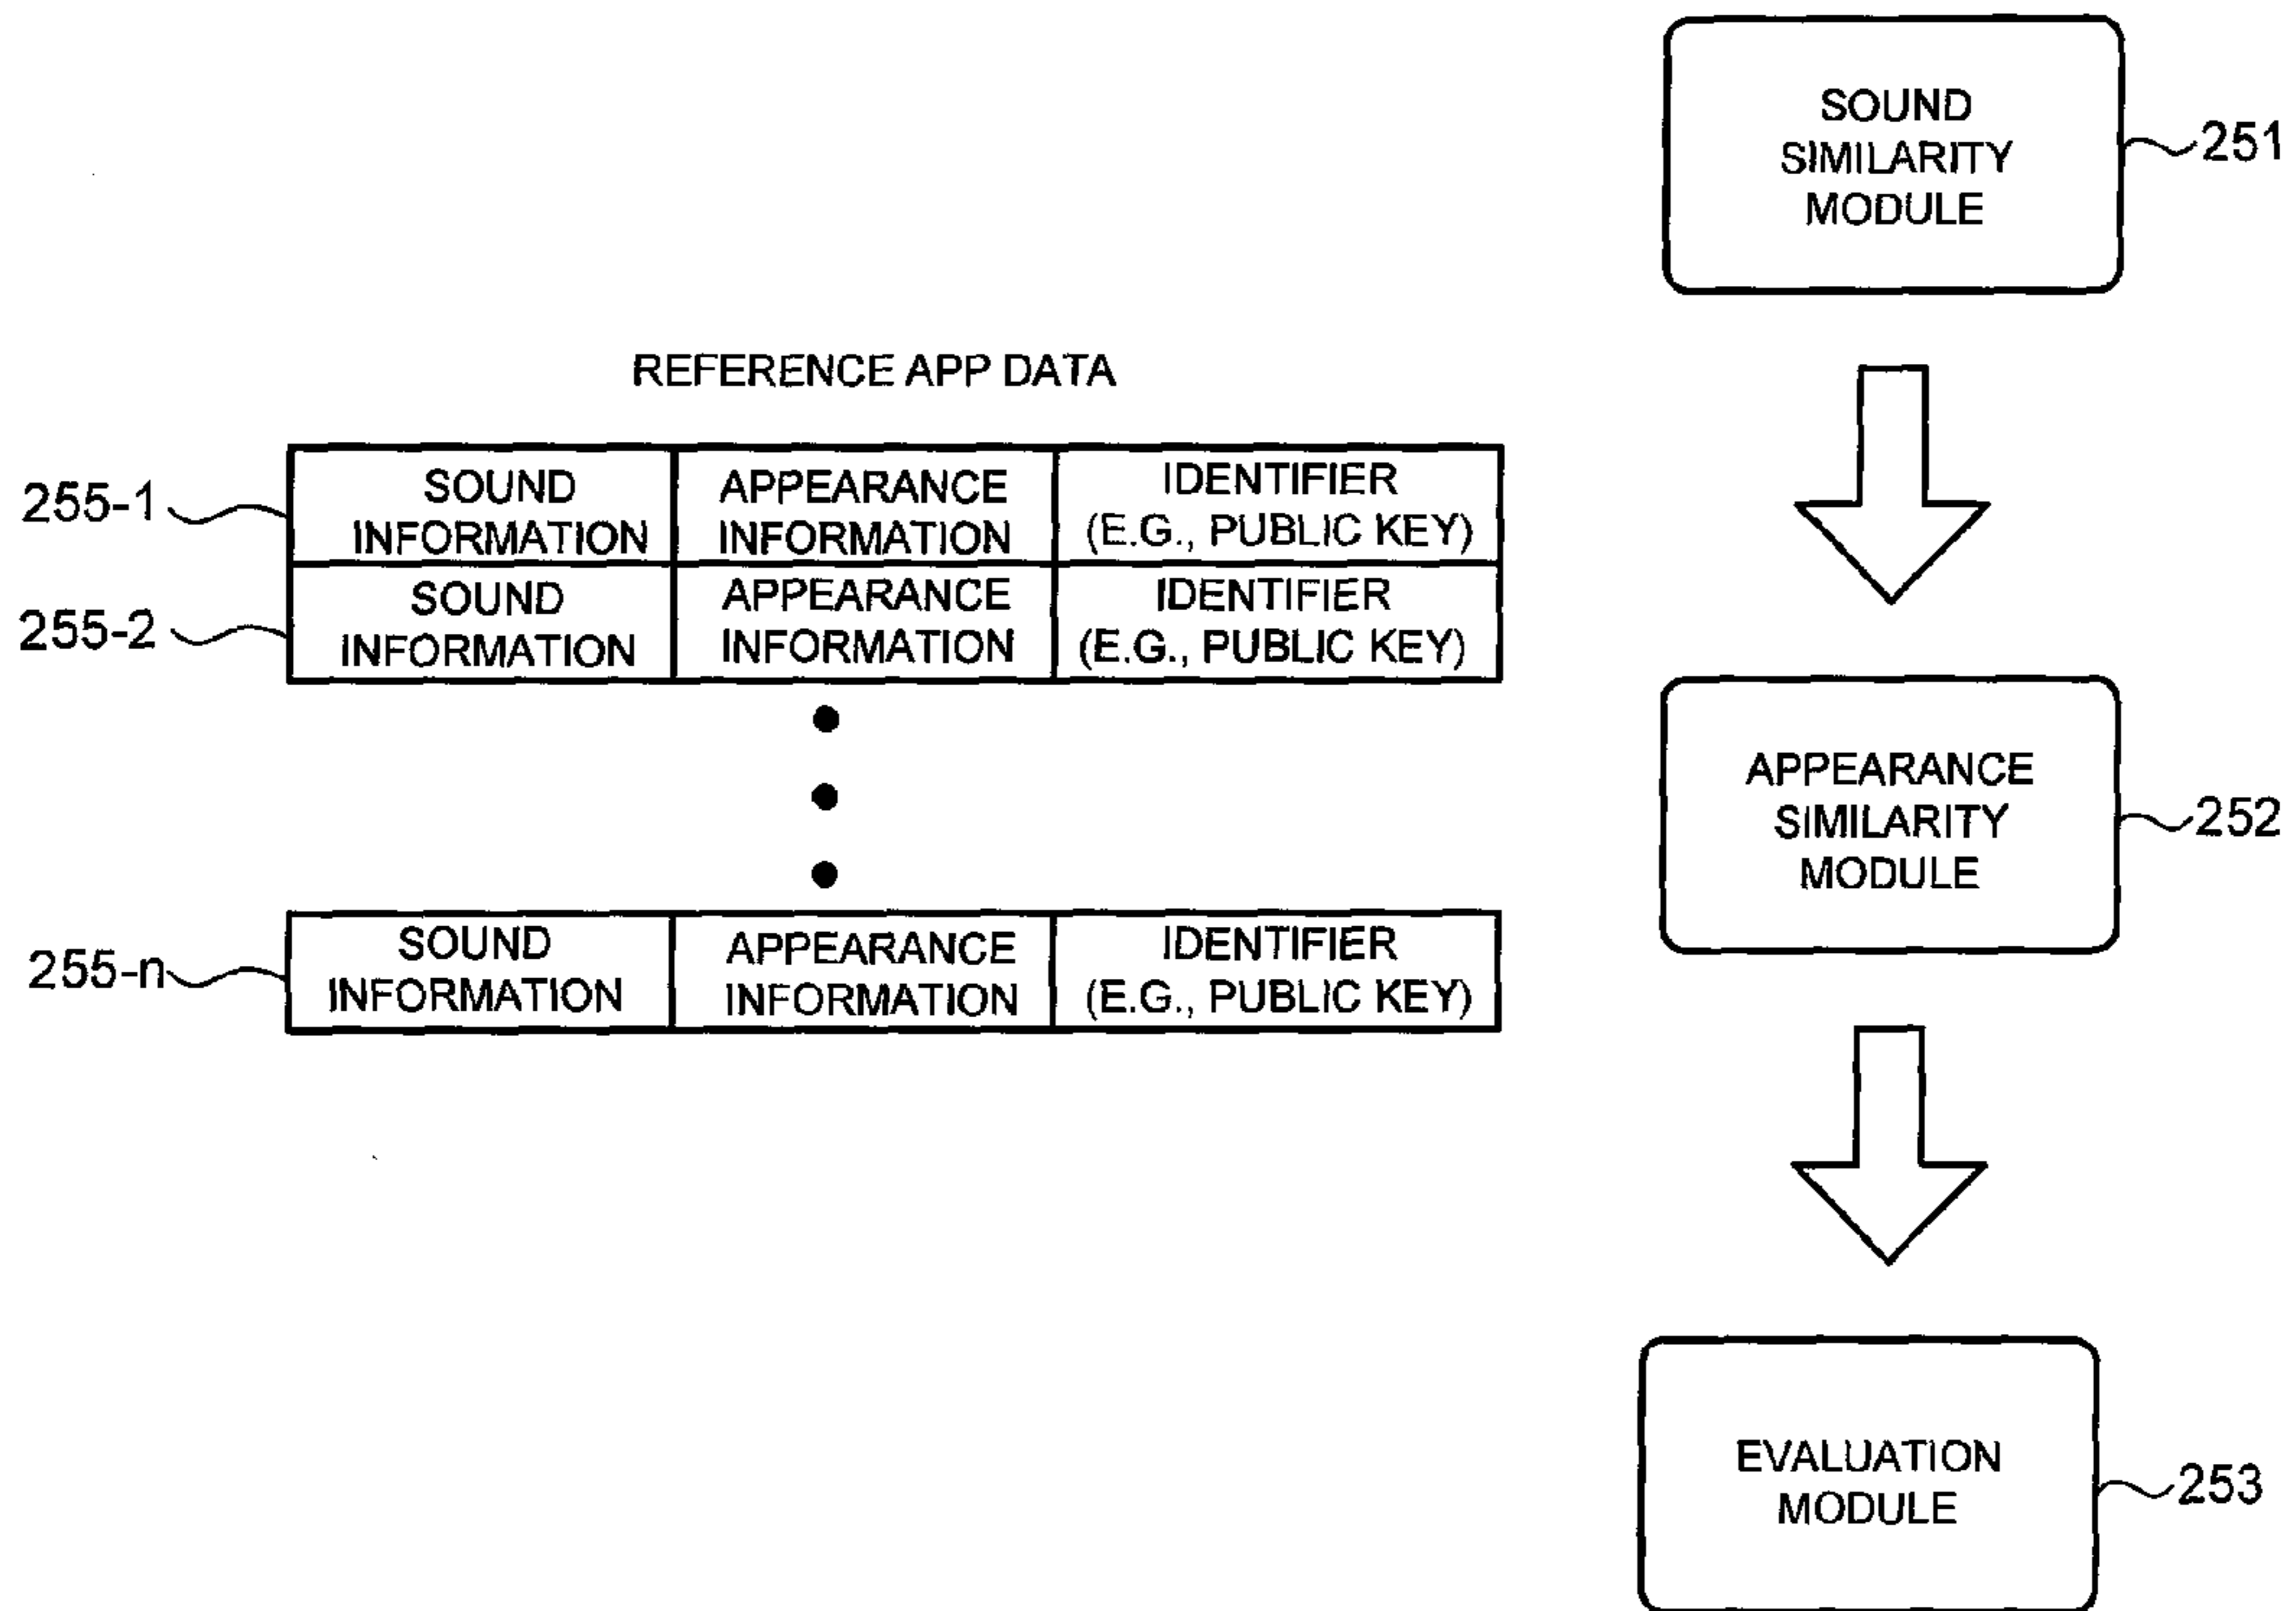 SOUND
SIMILARITY
MODULE
251
REFERENCE APP DATA
255-1
SOUND
INFORMATION
APPEARANCE
INFORMATION
IDENTIFIER
(E.G., PUBLIC KEY)
255-2
SOUND
INFORMATION
APPEARANCE
INFORMATION
IDENTIFIER
(E.G., PUBLIC KEY)
APPEARANCE
SIMILARITY
MODULE
252
255-n
SOUND
INFORMATION
APPEARANCE
INFORMATION
IDENTIFIER
(E.G., PUBLIC KEY)
EVALUATION
MODULE
253